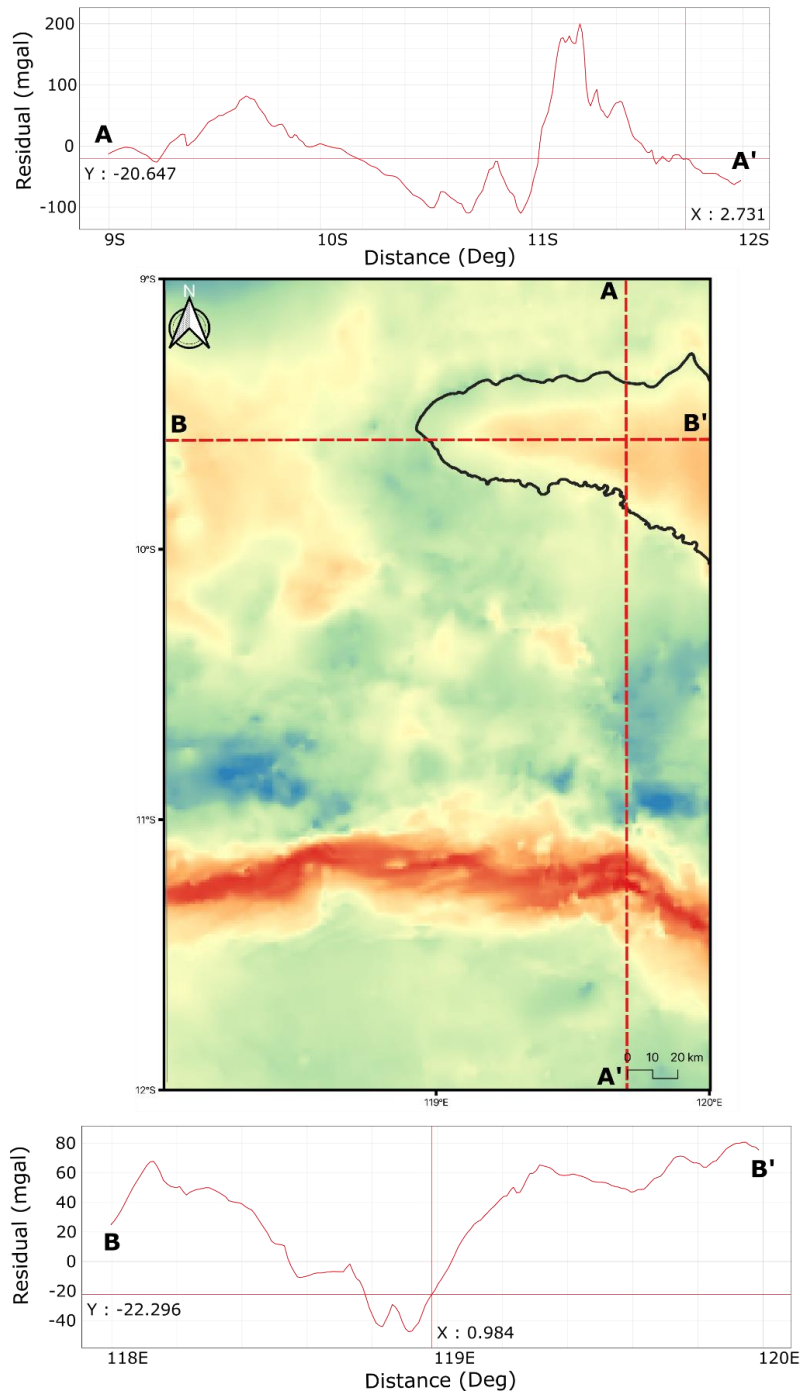 200
100
0
-100
Residual (mgal)
A
A'
Y : -20.647
X : 2.731
9S 10S 11S 12S
Distance (Deg)
9°S
N
A
B
B'
10°S
11°S
0 10 20 km
A'
12°S
119°E 120°E
80
60
40
20
0
-20
-40
Residual (mgal)
B
B'
Y : -22.296
X : 0.984
118E 119E 120E
Distance (Deg)